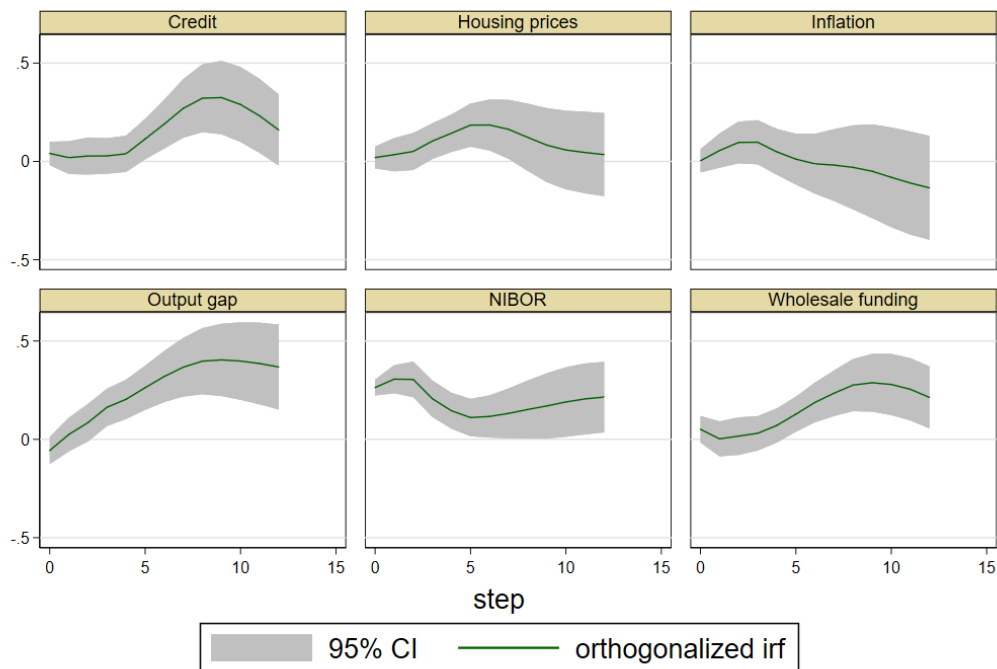 Credit
Housing prices
Inflation
.5
0
-.5
Output gap
NIBOR
Wholesale funding
.5
0
-.5
0 5 10 15 0 5 10 15 0 5 10 15
step
95% CI orthogonalized irf